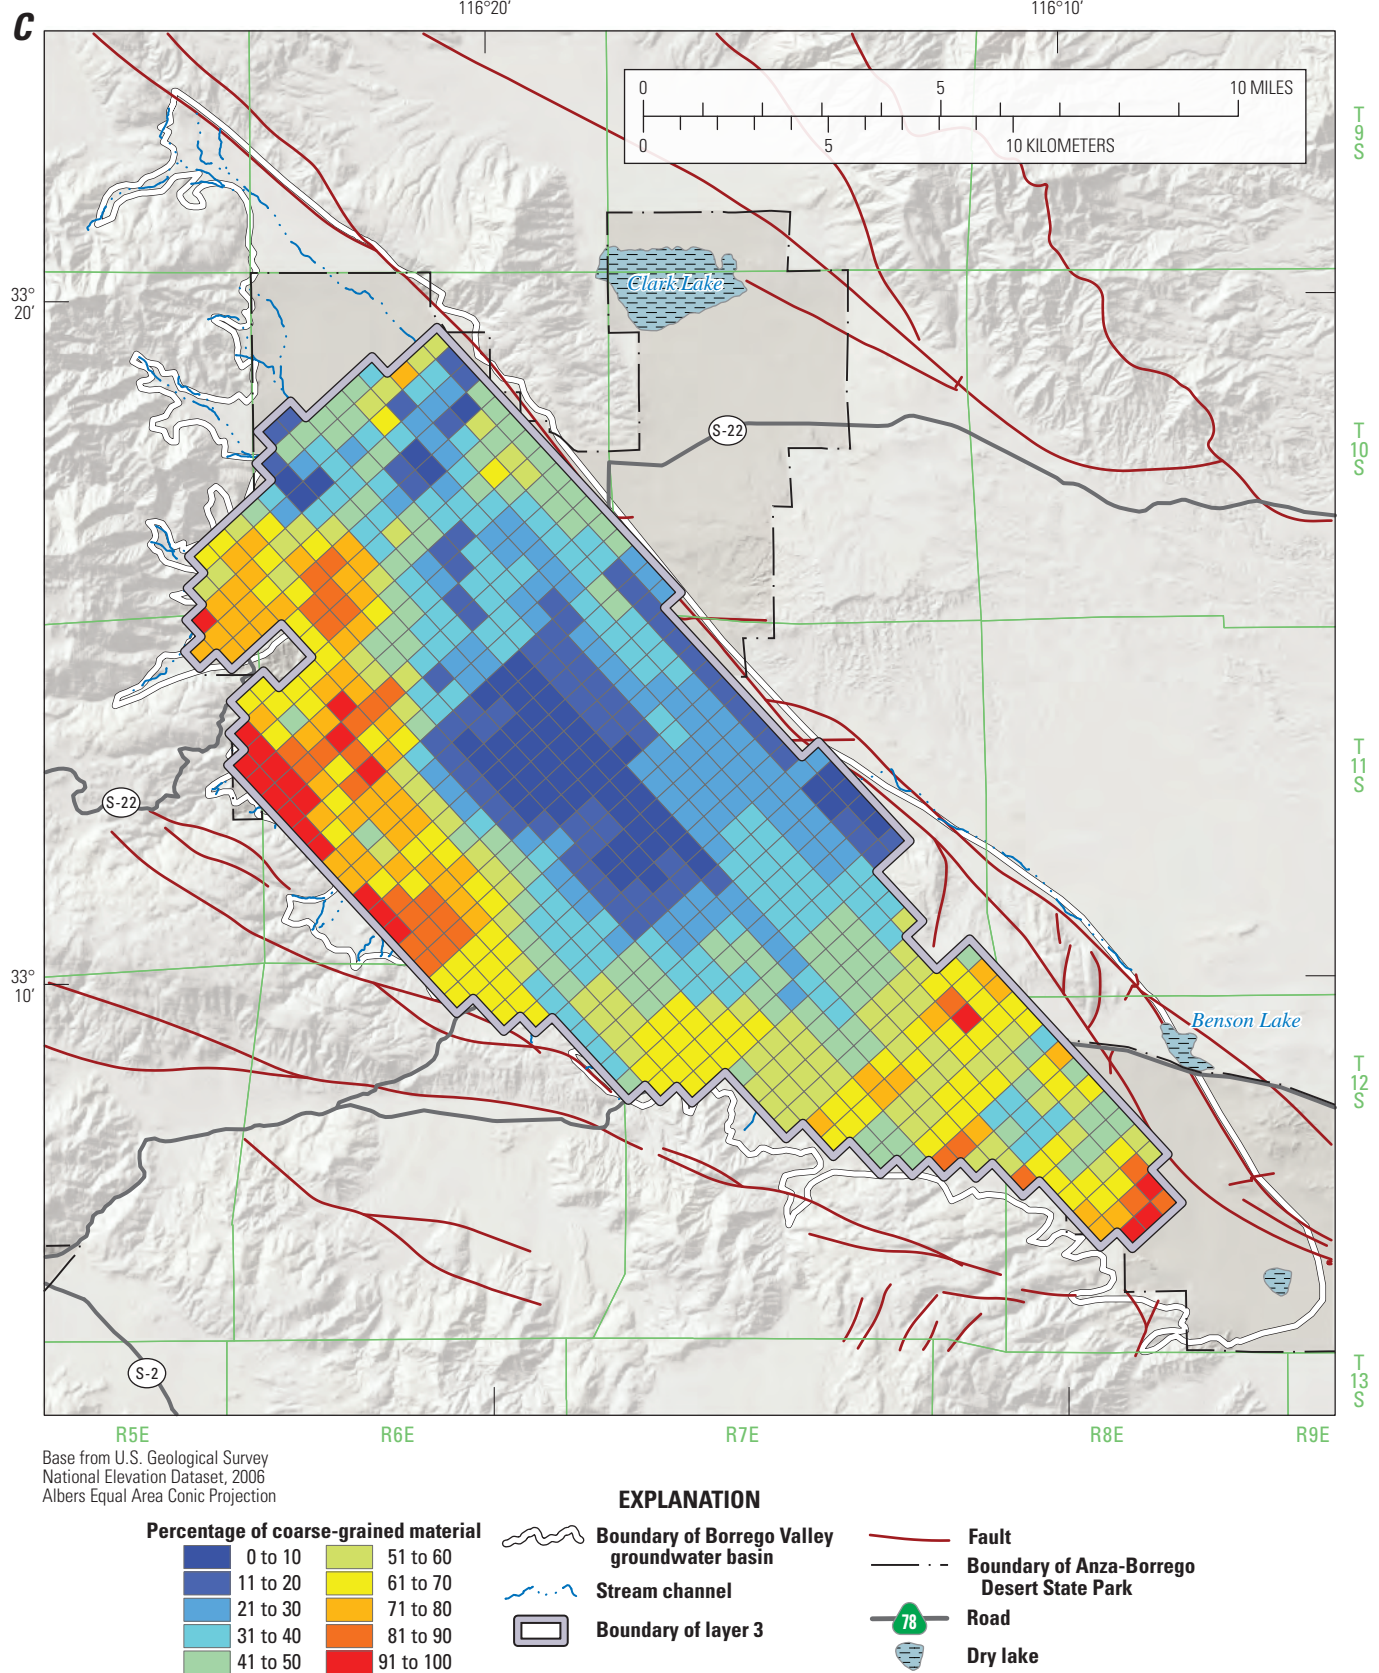 C
116°20'
116°10'
0 5 10 MILES
0 5 10 KILOMETERS
T
9
S
Clark Lake
33°
20'
S-22
T
10
S
T
11
S
S-22
33°
10'
Benson Lake
T
12
S
S-2
T
13
S
R5E R6E R7E R8E R9E
Base from U.S. Geological Survey
National Elevation Dataset, 2006
Albers Equal Area Conic Projection
EXPLANATION
Percentage of coarse-grained material
0 to 10
11 to 20
21 to 30
31 to 40
41 to 50
51 to 60
61 to 70
71 to 80
81 to 90
91 to 100
Boundary of Borrego Valley
groundwater basin
Stream channel
Boundary of layer 3
Fault
Boundary of Anza-Borrego
Desert State Park
78
Road
Dry lake